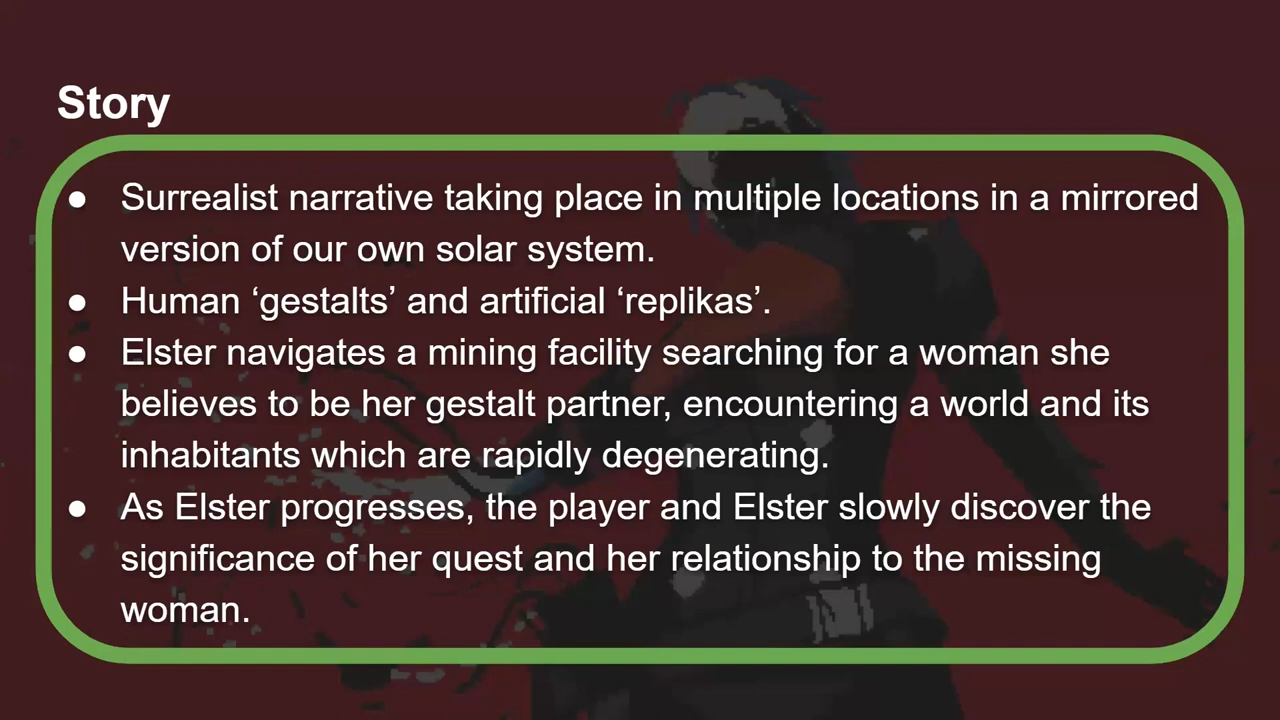 Story
● Surrealist narrative taking place in multiple locations in a mirrored
version of our own solar system.
● Human ‘gestalts’ and artificial ‘replikas’.
● Elster navigates a mining facility searching for a woman she
believes to be her gestalt partner, encountering a world and its
inhabitants which are rapidly degenerating.
● As Elster progresses, the player and Elster slowly discover the
significance of her quest and her relationship to the missing
woman.